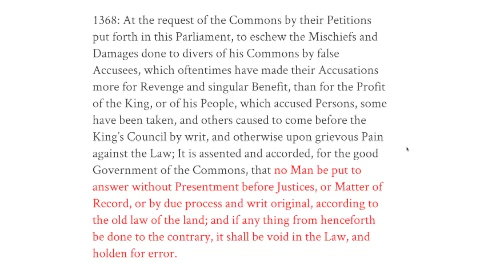 1368: At the request of the Commons by their Petitions
put forth in this Parliament, to eschew the Mischiefs and
Damages done to divers of his Commons by false
Accusees, which oftentimes have made their Accusations
more for Revenge and singular Benefit, than for the Profit
of the King, or of his People, which accused Persons, some
have been taken, and others caused to come before the
King's Council by writ, and otherwise upon grievous Pain
against the Law; It is assented and accorded, for the good
Government of the Commons, that no Man be put to
answer without Presentment before Justices, or Matter of
Record, or by due process and writ original, according to
the old law of the land; and if any thing from henceforth
be done to the contrary, it shall be void in the Law, and
holden for error.